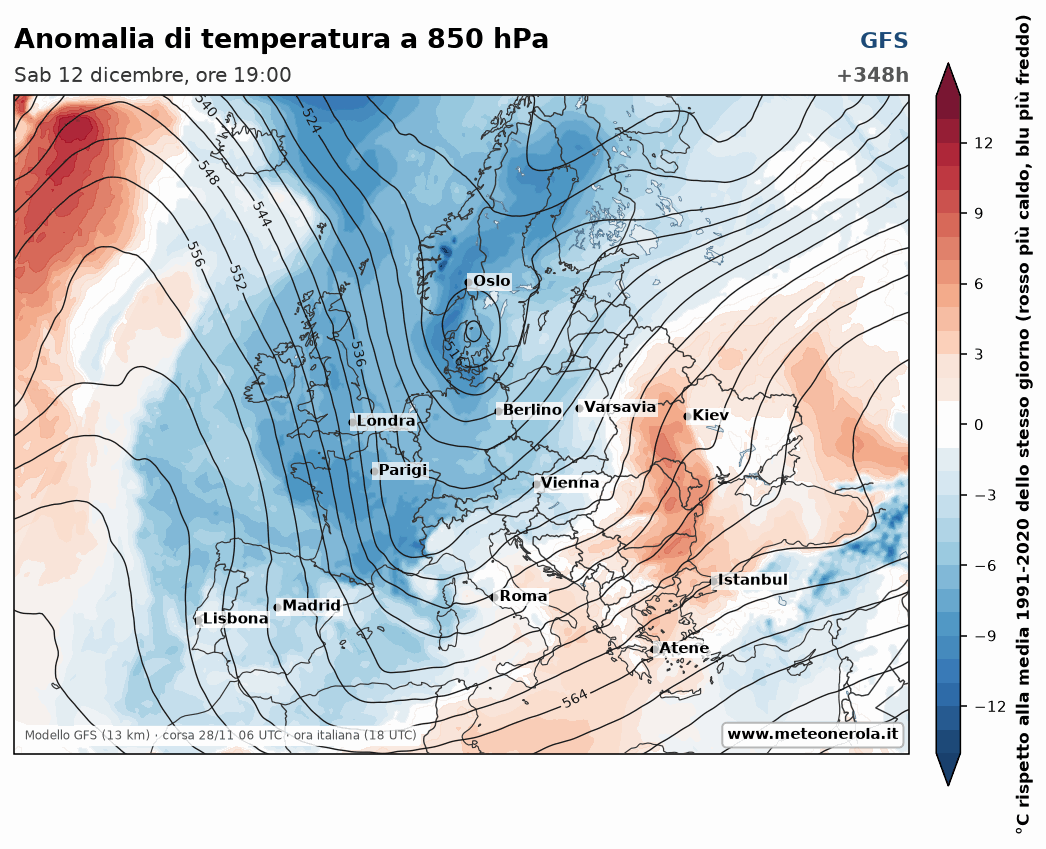 Anomalia di temperatura a 850 hPa
GFS
Sab 12 dicembre, ore 19:00
+348h
540
524
548
544
556
552
536
Oslo
Londra
Berlino
Varsavia
Kiev
Parigi
Vienna
Istanbul
Madrid
Roma
Lisbona
Atene
564
Modello GFS (13 km) · corsa 28/11 06 UTC · ora italiana (18 UTC)
www.meteonerola.it
12
9
6
3
0
−3
−6
−9
−12
°C rispetto alla media 1991-2020 dello stesso giorno (rosso più caldo, blu più freddo)